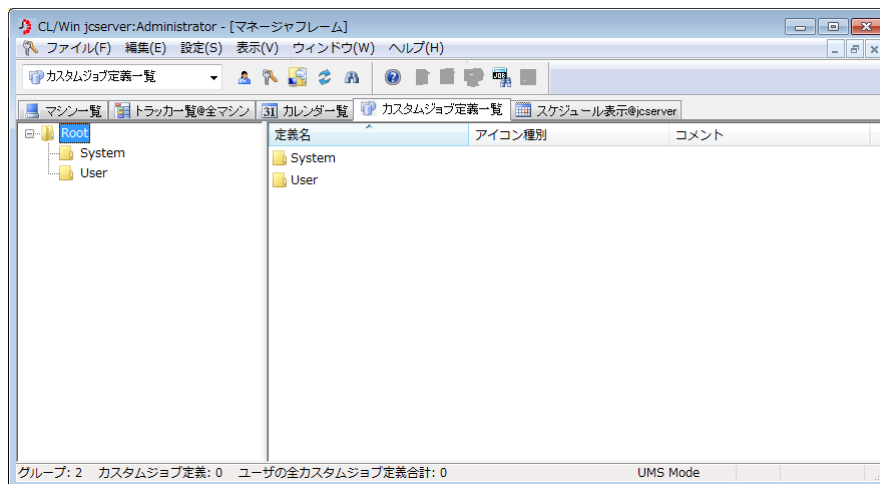 CL/Win jcserver:Administrator - [マネージャフレーム]
ファイル(F) 編集(E) 設定(S) 表示(V) ウィンドウ(W) ヘルプ(H)
カスタムジョブ定義一覧
マシン一覧 トラッカ一覧@全マシン 31 カレンダ一覧 カスタムジョブ定義一覧 スケジュール表示@jcserver
Root
System
User
定義名 アイコン種別 コメント
System
User
グループ: 2 カスタムジョブ定義: 0 ユーザの全カスタムジョブ定義合計: 0 UMS Mode